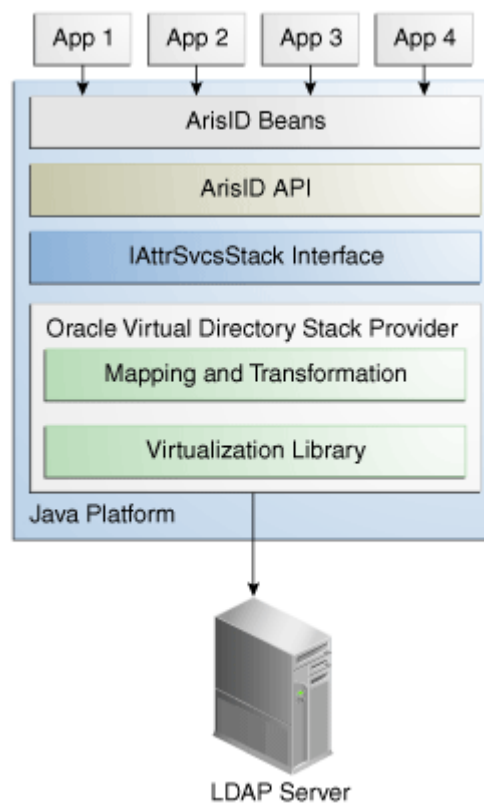 App 1 App 2 App 3 App 4
ArisID Beans
ArisID API
IAttrSvcsStack Interface
Oracle Virtual Directory Stack Provider
Mapping and Transformation
Virtualization Library
Java Platform
LDAP Server